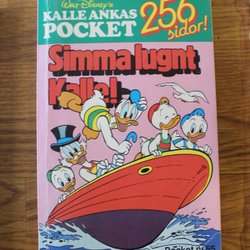 Walt Disney's
KALLE ANKAS
POCKET
256
sidor!
Simma lugnt
Kalle!